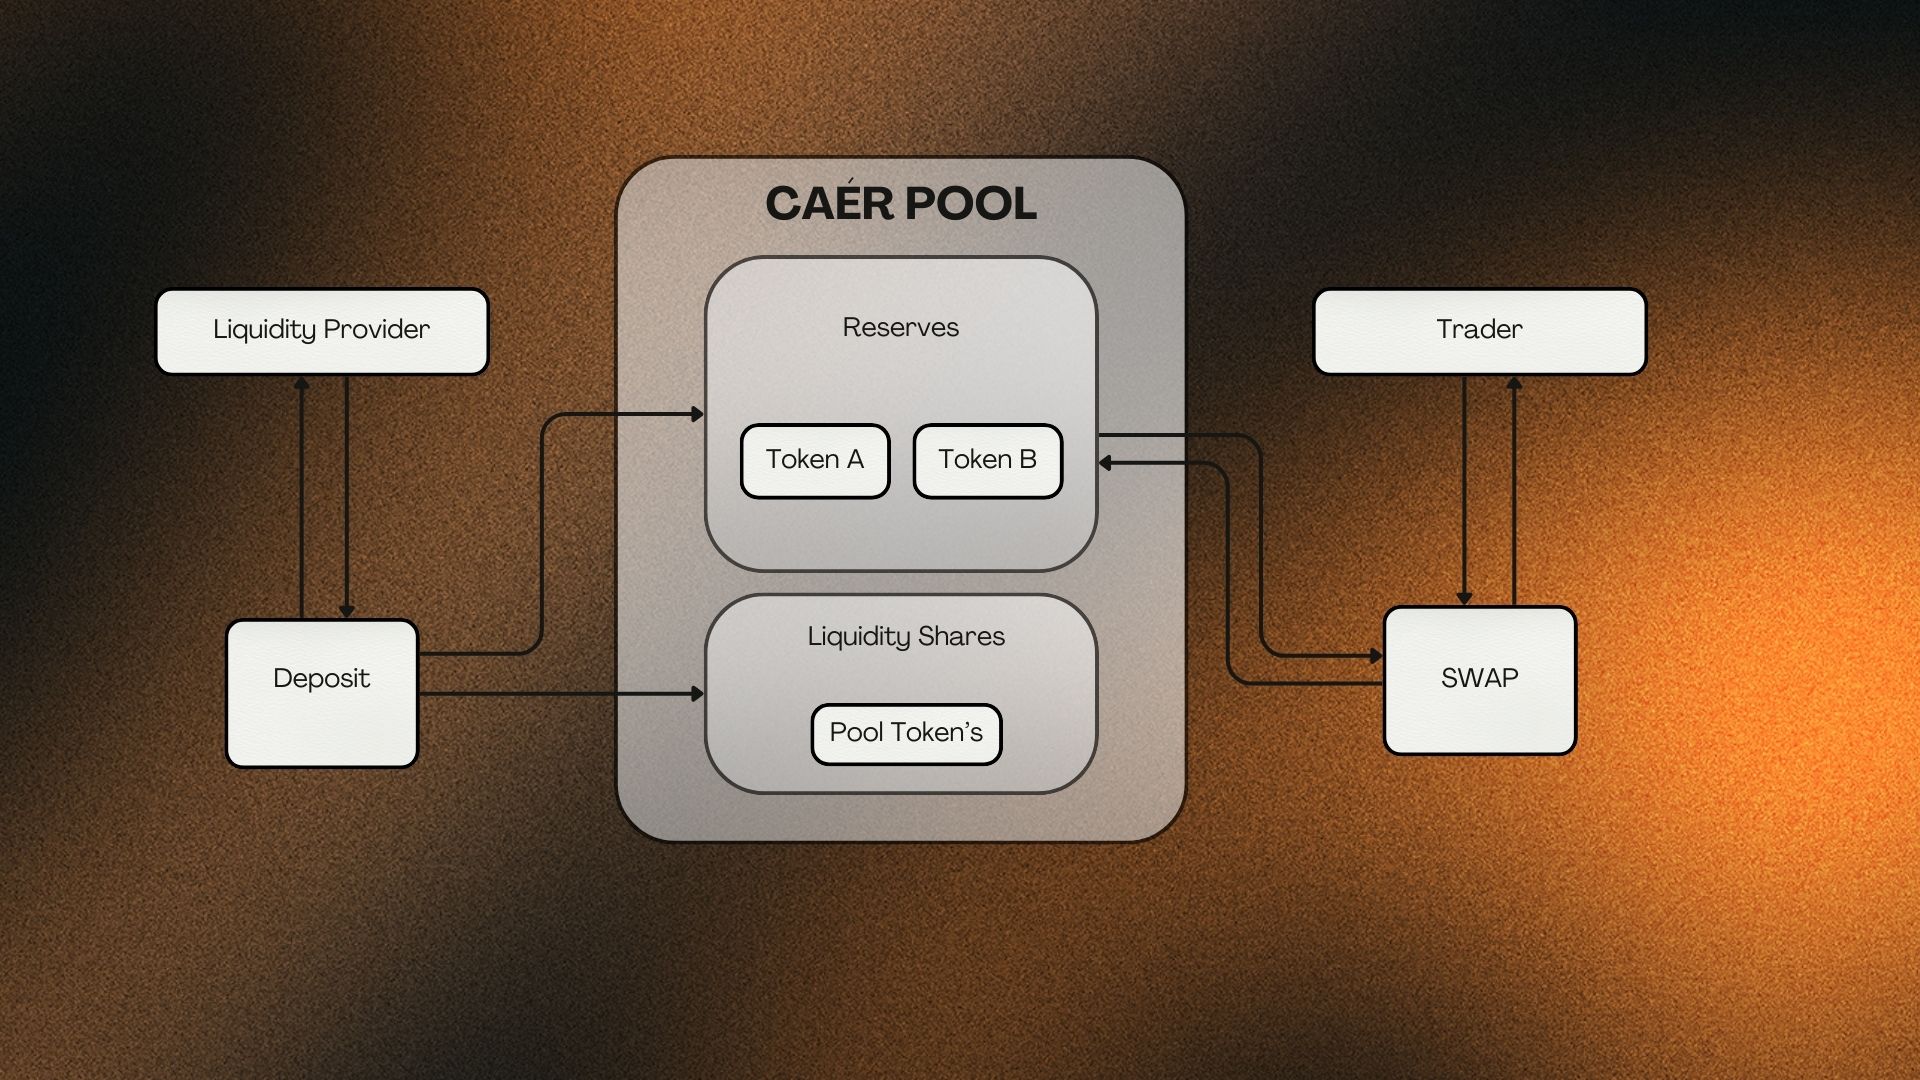 CAÉR POOL
Liquidity Provider
Reserves
Trader
Token A
Token B
Liquidity Shares
Deposit
SWAP
Pool Token’s